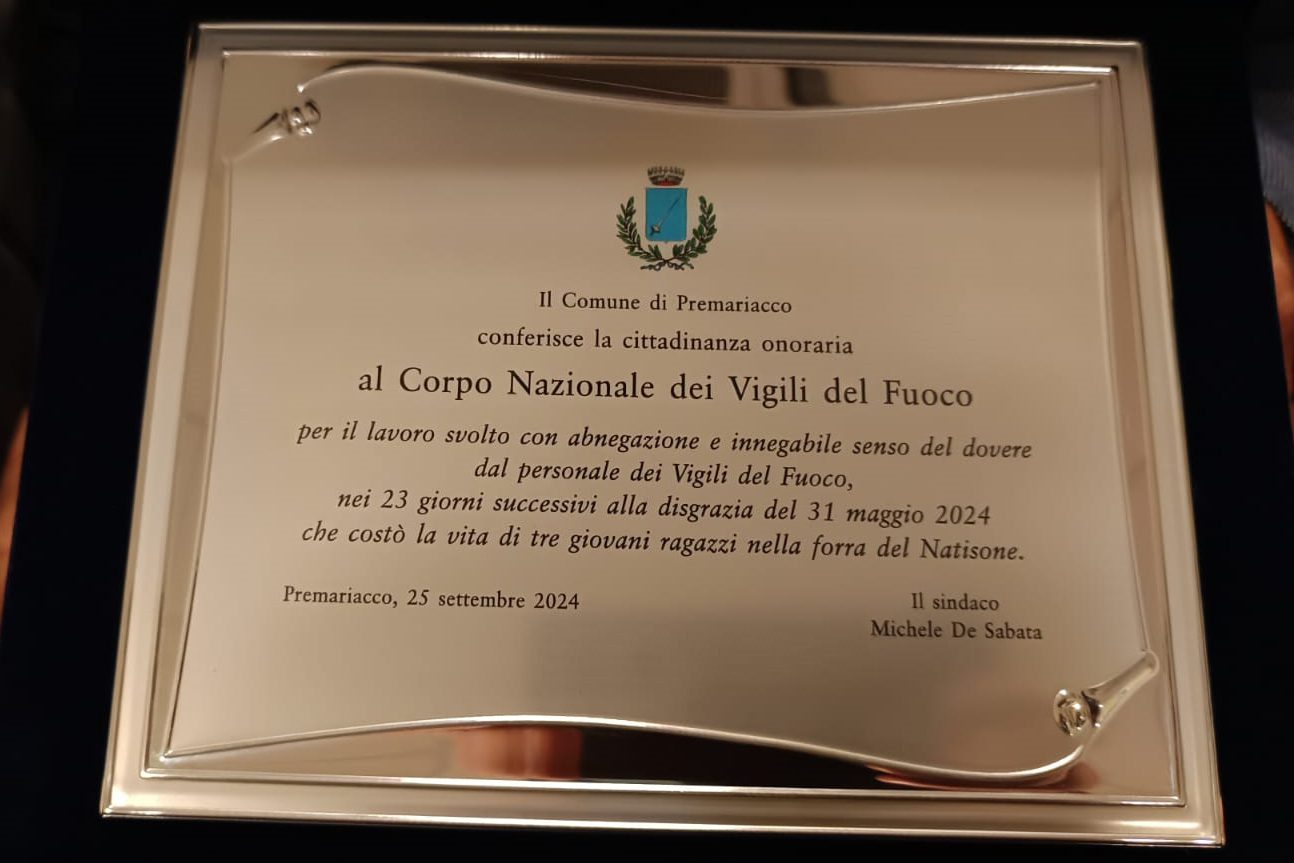 Il Comune di Premariacco
conferisce la cittadinanza onoraria
al Corpo Nazionale dei Vigili del Fuoco
per il lavoro svolto con abnegazione e innegabile senso del dovere
dal personale dei Vigili del Fuoco,
nei 23 giorni successivi alla disgrazia del 31 maggio 2024
che costò la vita di tre giovani ragazzi nella forra del Natisone.
Premariacco, 25 settembre 2024
Il sindaco
Michele De Sabata